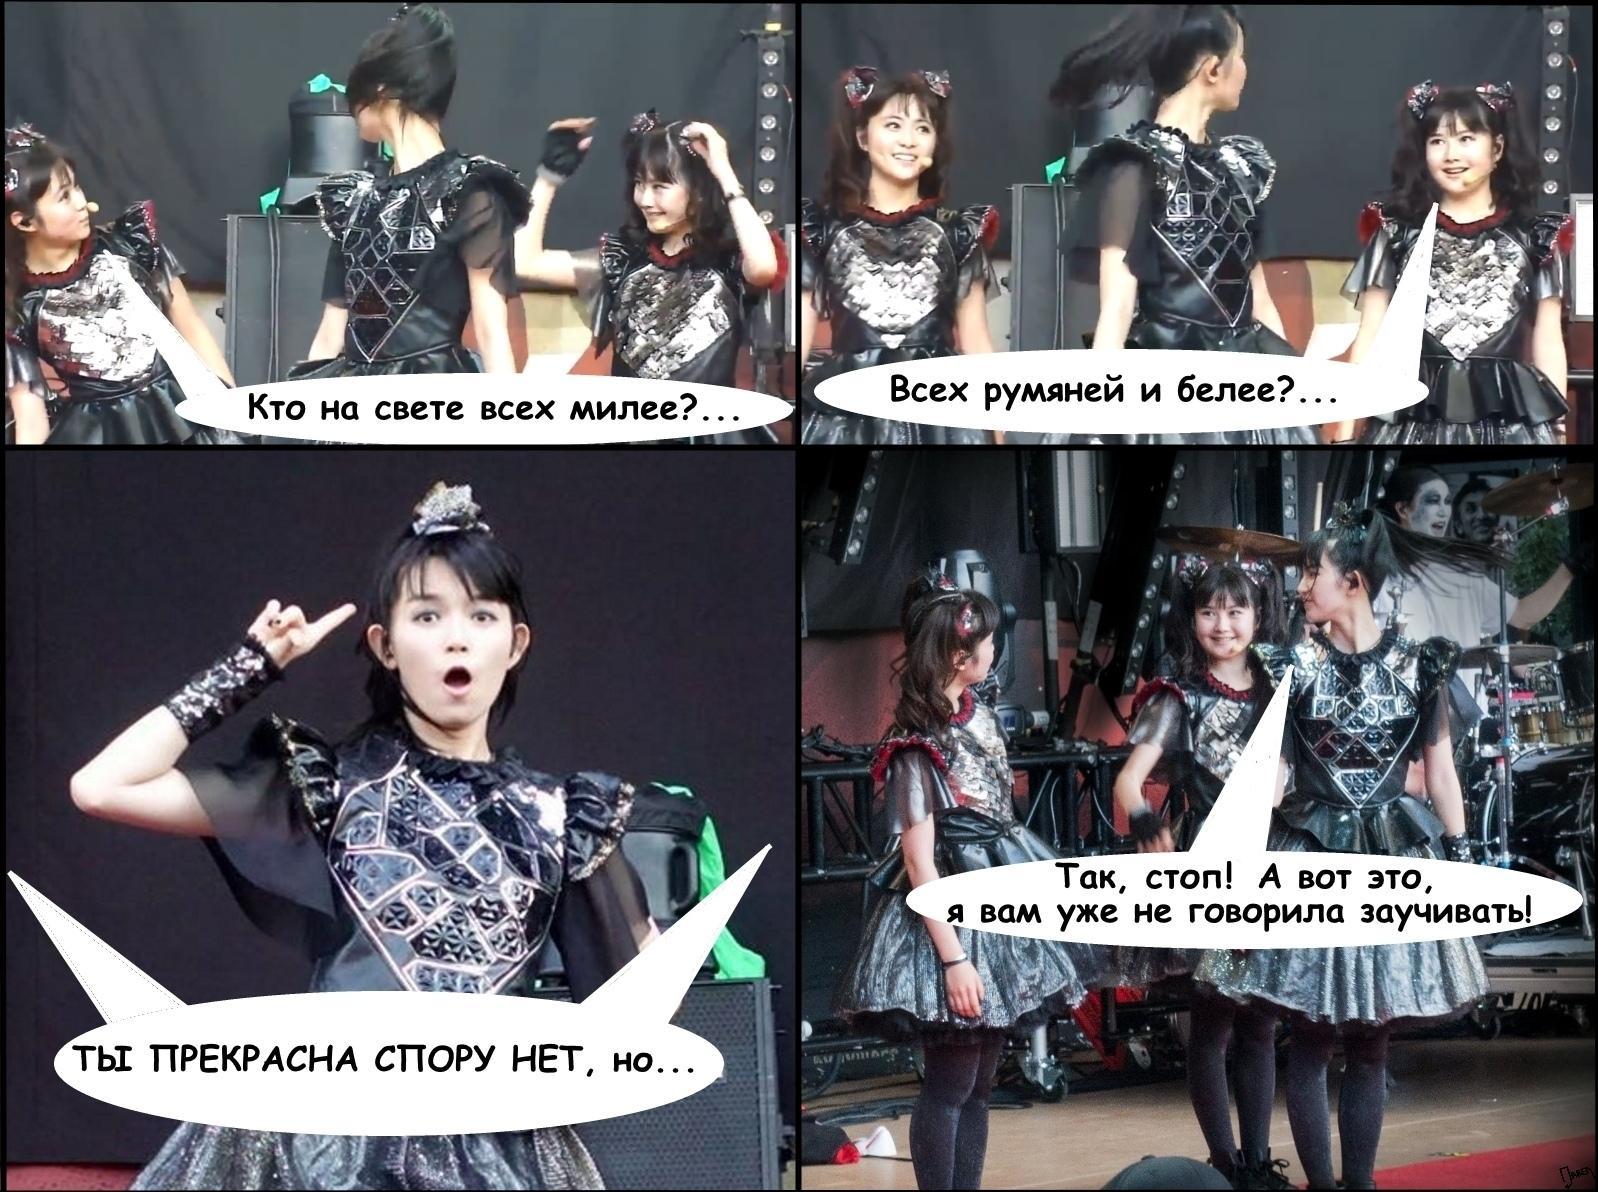 Кто на свете всех милее?...
Всех румяней и белее?...
ТЫ ПРЕКРАСНА СПОРУ НЕТ, но...
Так, стоп! А вот это,
я вам уже не говорила заучивать!
Павел